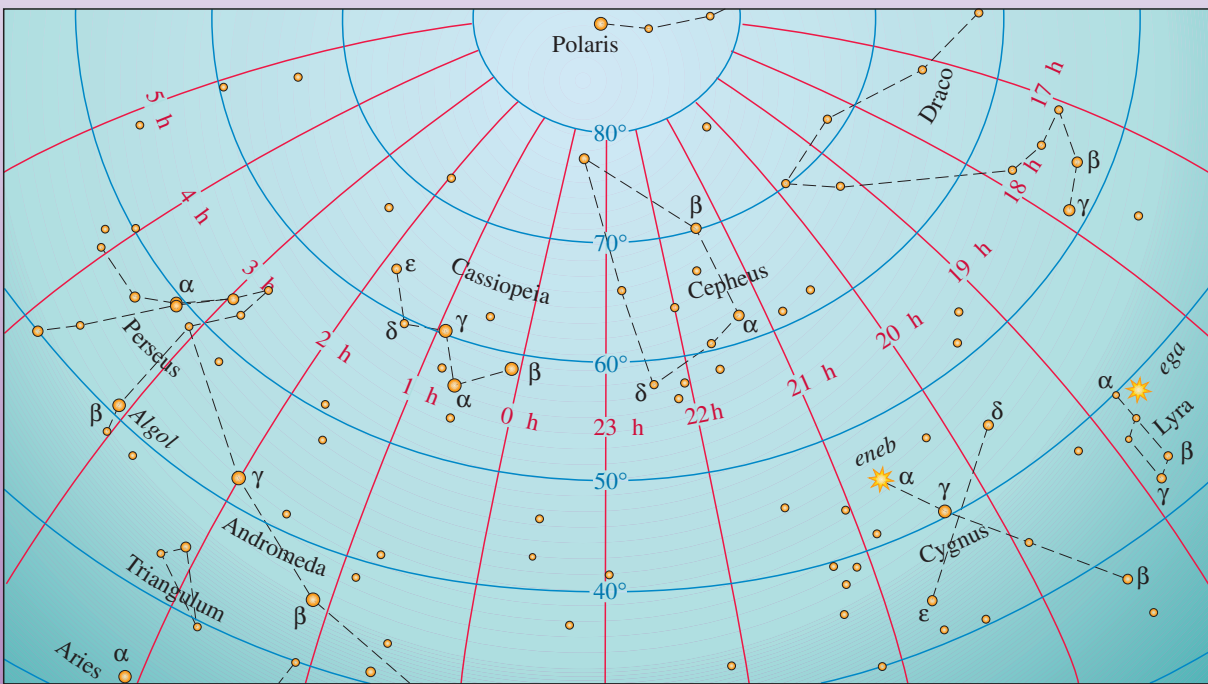 Polaris
Draco
17 h
5 h
80°
β
18 h
γ
4 h
β
70°
19 h
3 h
ε
Cassiopeia
Cepheus
α
Perseus
δ
γ
α
20 h
2 h
60°
ega
β
1 h
α
δ
21 h
α
Lyra
β
Algol
0 h
23 h
22h
δ
eneb
α
β
γ
50°
γ
γ
Andromeda
Cygnus
Triangulum
40°
β
β
ε
Aries
α